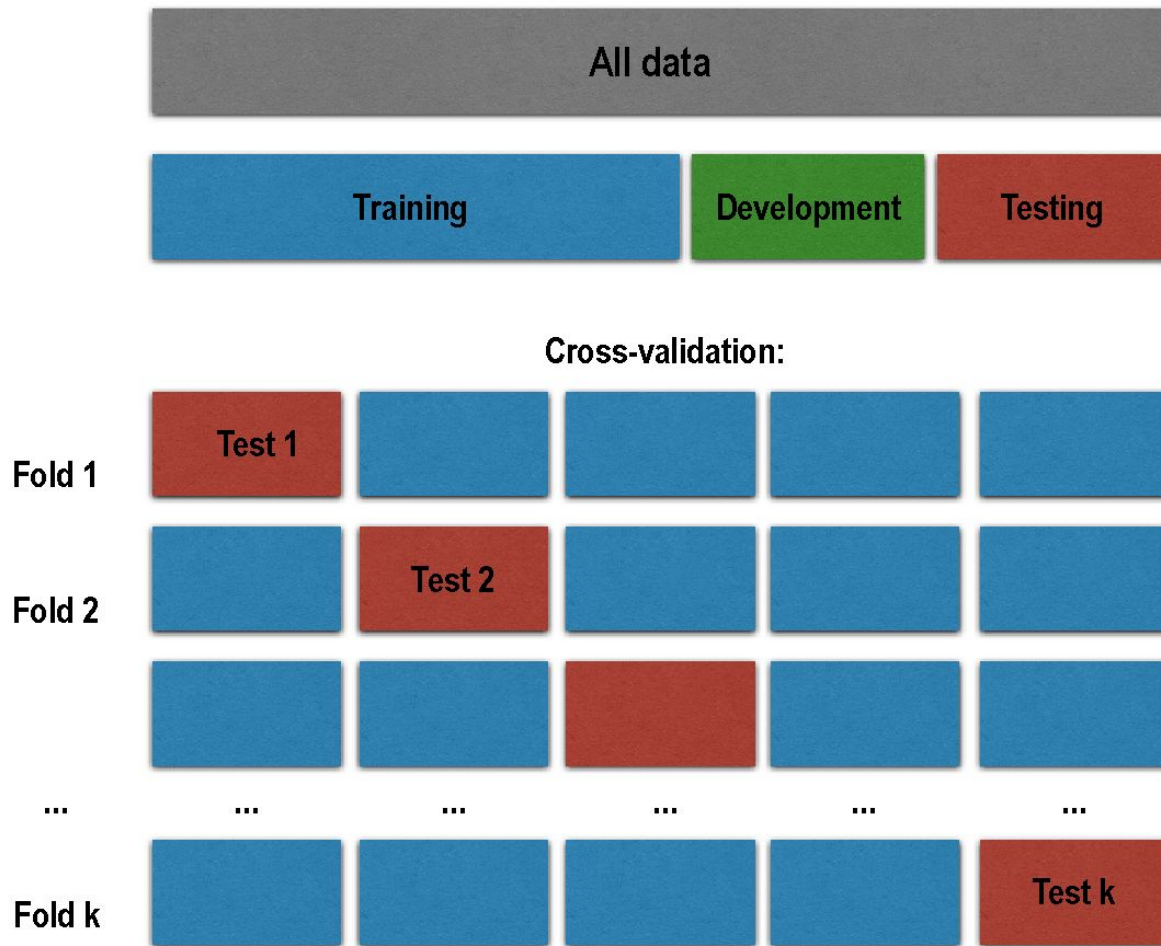 All data
Training Development Testing
Cross-validation:
Fold 1 Test 1
Fold 2 Test 2
... ... ... ... ... ...
Fold k Test k